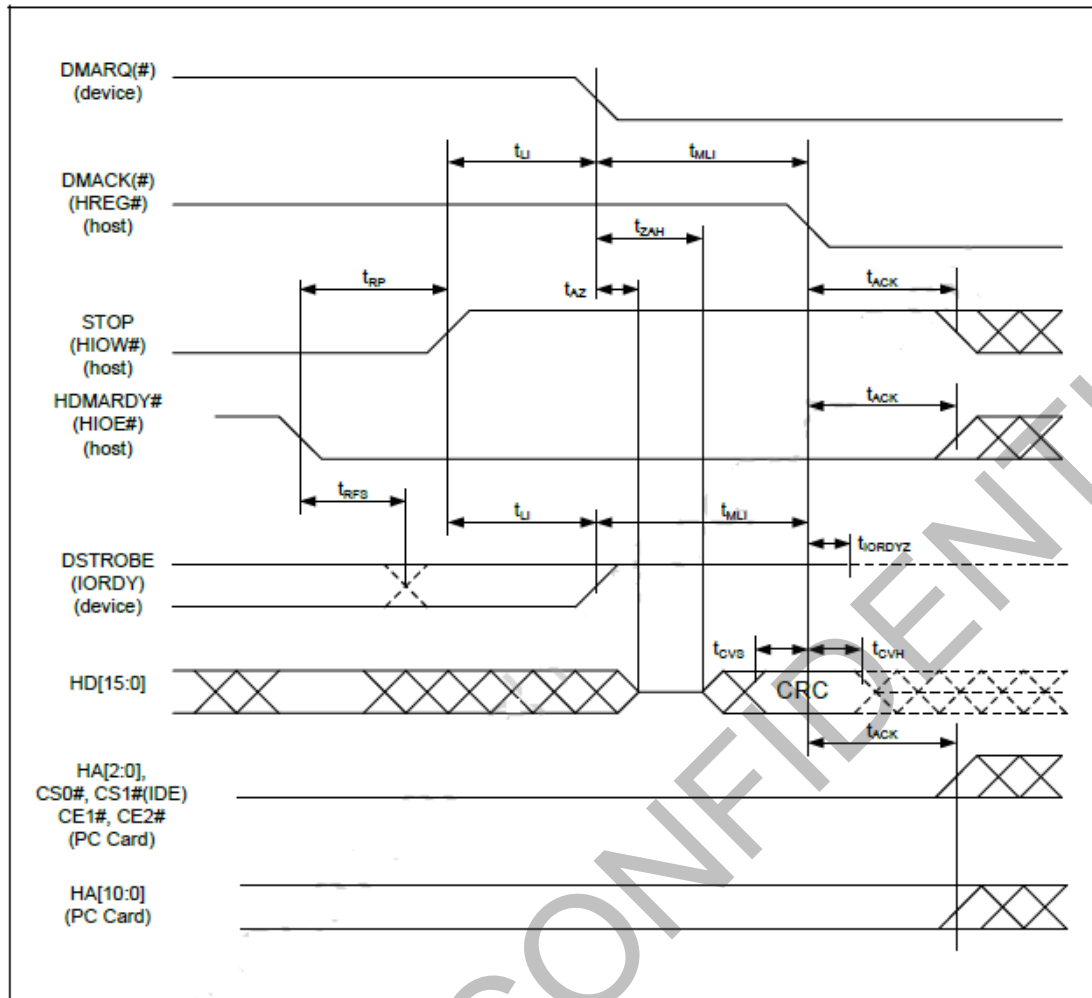 DMARQ(#)
(device)
tLI
tMLI
DMACK(#)
(HREG#)
(host)
tZAH
tRP
tAZ
tACK
STOP
(HIOW#)
(host)
HDMARDY#
(HIOE#)
(host)
tACK
tRFS
tLI
tMLI
tIORDYZ
DSTROBE
(IORDY)
(device)
tCVS
tCVH
HD[15:0]
CRC
tACK
HA[2:0],
CS0#, CS1#(IDE)
CE1#, CE2#
(PC Card)
HA[10:0]
(PC Card)
CONFIDENTI